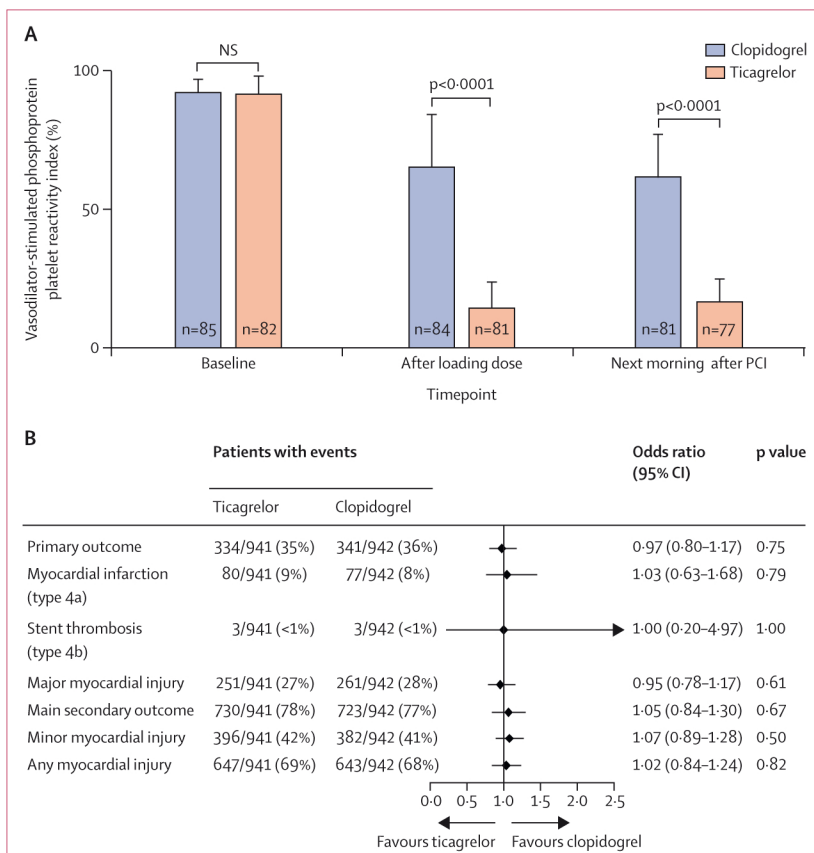 A
Clopidogrel
Ticagrelor
Vasodilator-stimulated phosphoprotein
platelet reactivity index (%)
100
50
0
NS
p<0·0001
p<0·0001
n=85
n=82
n=84
n=81
n=81
n=77
Baseline
After loading dose
Next morning after PCI
Timepoint
B
Patients with events
Odds ratio
(95% CI)
p value
Ticagrelor
Clopidogrel
Primary outcome 334/941 (35%) 341/942 (36%) 0·97 (0·80–1·17) 0·75
Myocardial infarction 80/941 (9%) 77/942 (8%) 1·03 (0·63–1·68) 0·79
(type 4a)
Stent thrombosis 3/941 (<1%) 3/942 (<1%) 1·00 (0·20–4·97) 1·00
(type 4b)
Major myocardial injury 251/941 (27%) 261/942 (28%) 0·95 (0·78–1·17) 0·61
Main secondary outcome 730/941 (78%) 723/942 (77%) 1·05 (0·84–1·30) 0·67
Minor myocardial injury 396/941 (42%) 382/942 (41%) 1·07 (0·89–1·28) 0·50
Any myocardial injury 647/941 (69%) 643/942 (68%) 1·02 (0·84–1·24) 0·82
0·0 0·5 1·0 1·5 2·0 2·5
Favours ticagrelor Favours clopidogrel